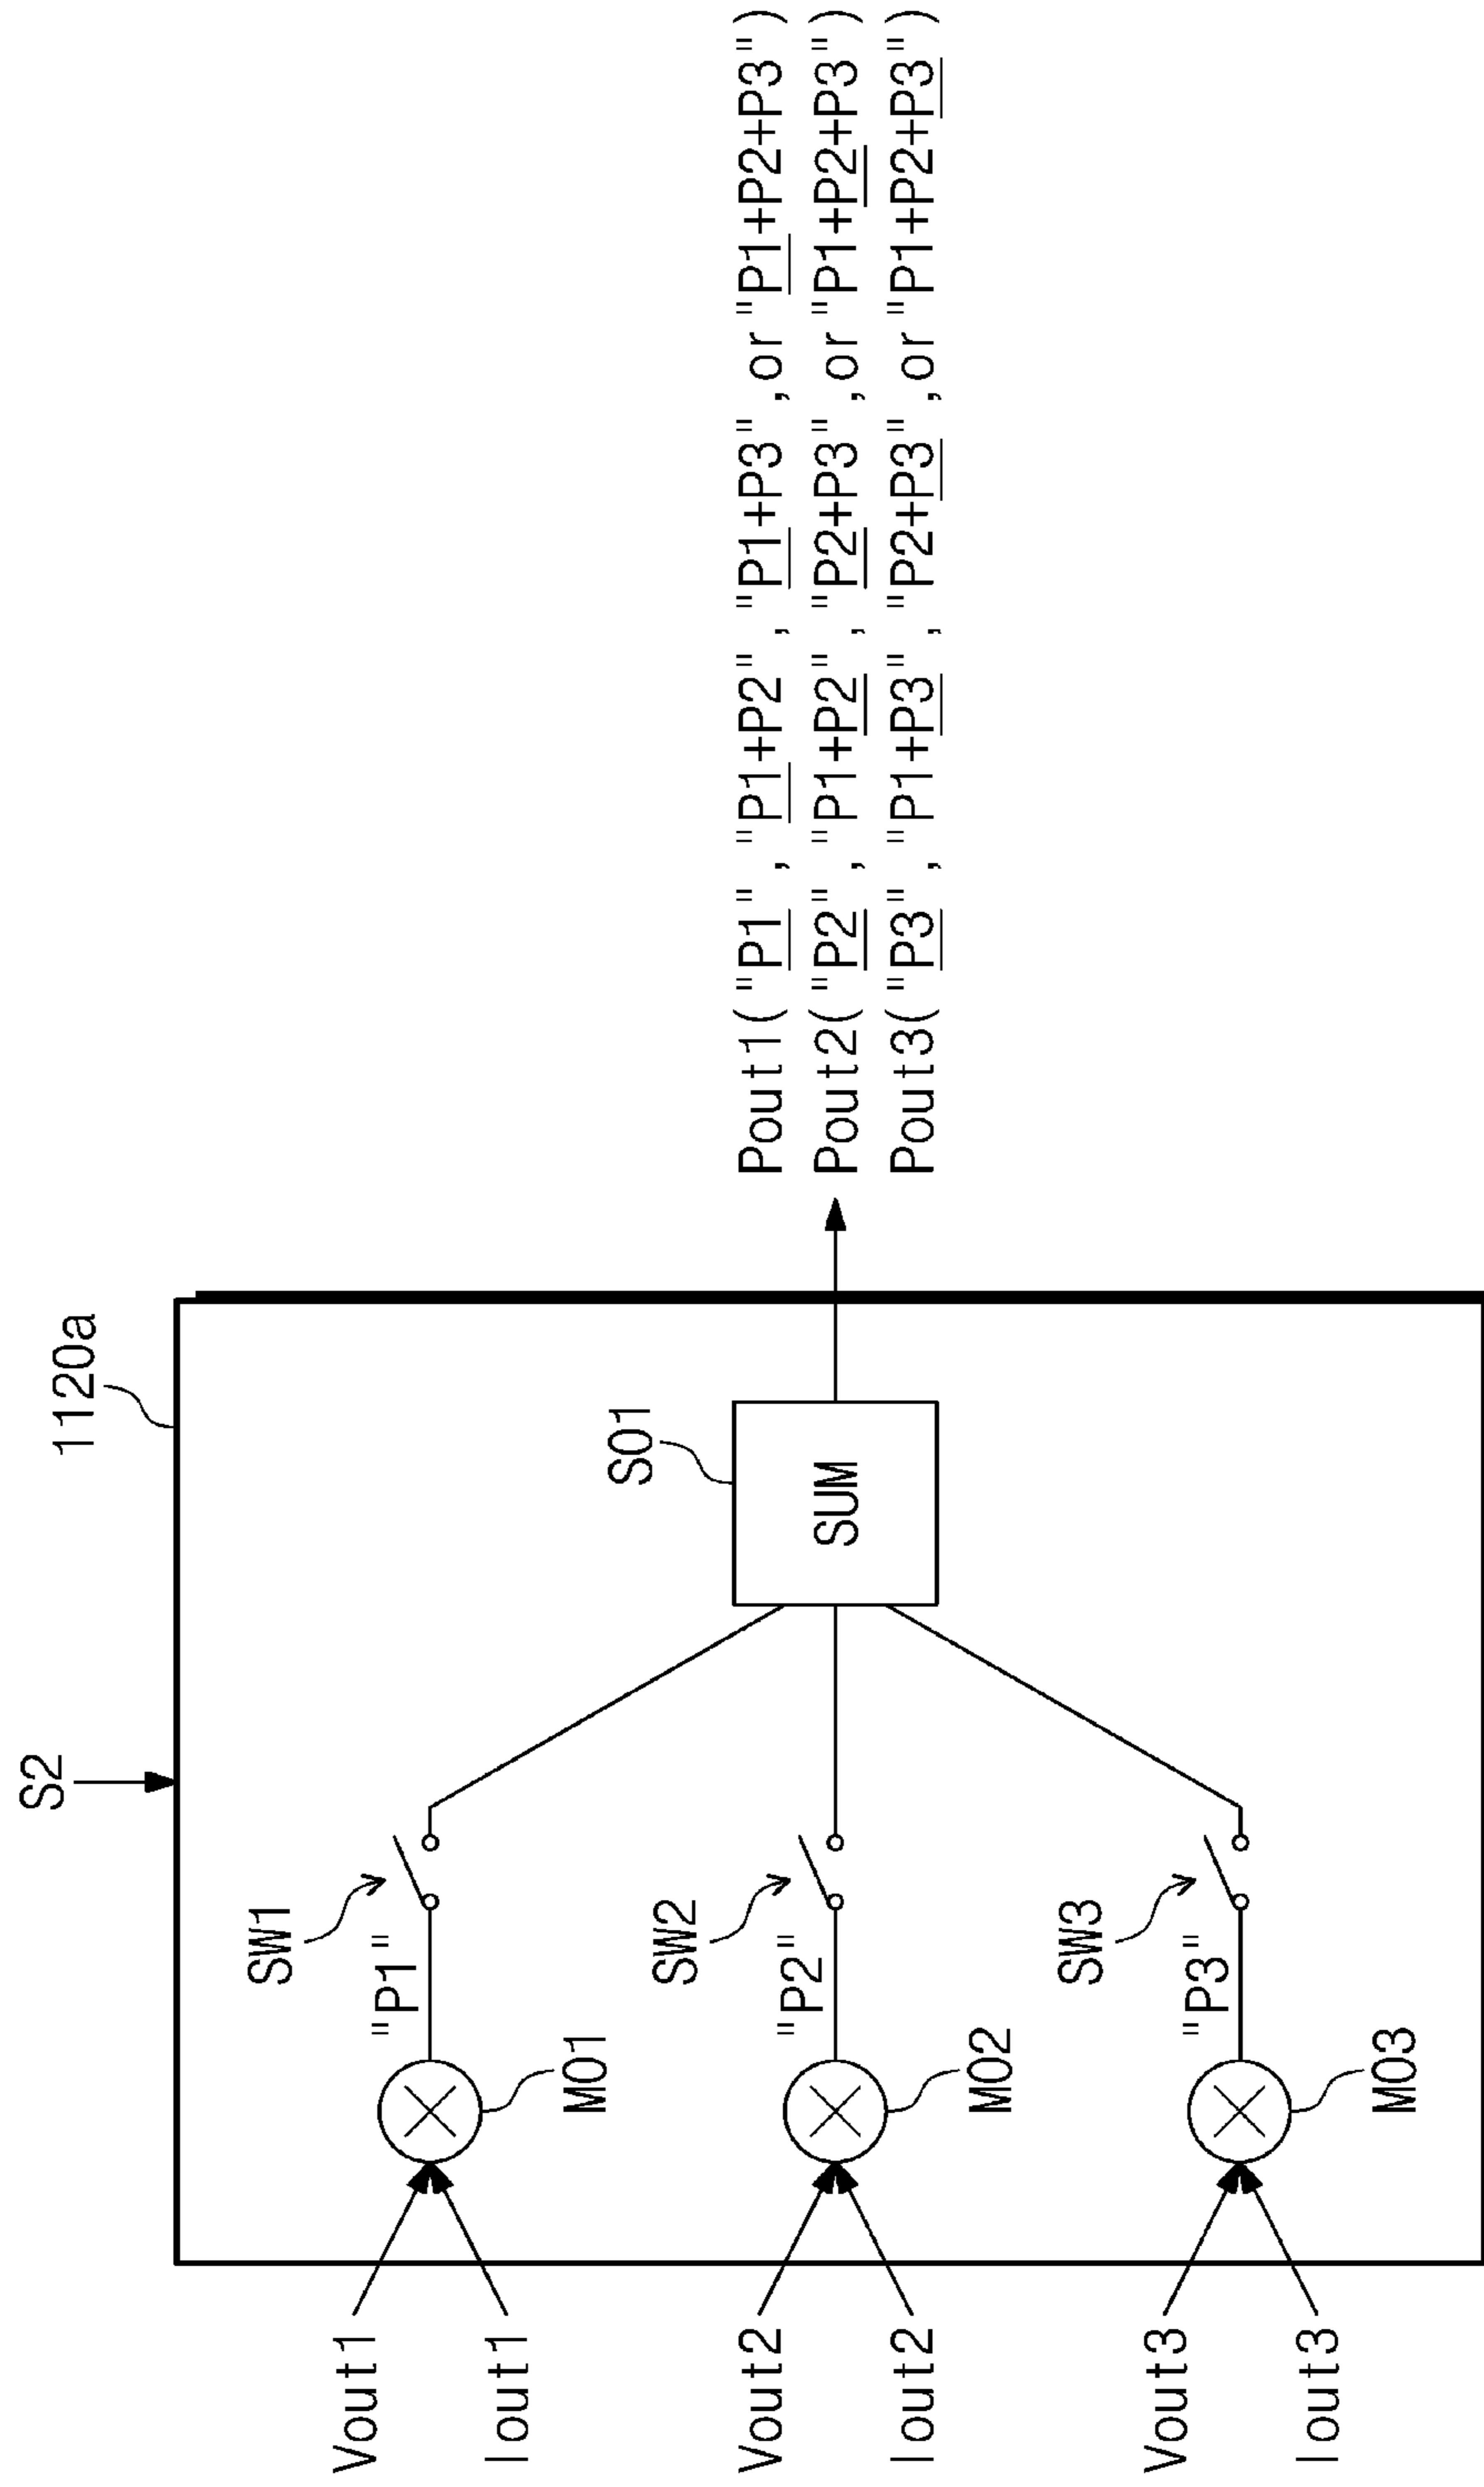 S2
1120a
Vout1
Iout1
"P1"
SW1
M01
Vout2
Iout2
"P2"
SW2
M02
Vout3
Iout3
"P3"
SW3
M03
S01
SUM
Pout1("P1","P1+P2","P1+P3",or"P1+P2+P3")
Pout2("P2","P1+P2","P2+P3",or"P1+P2+P3")
Pout3("P3","P1+P3","P2+P3",or"P1+P2+P3")